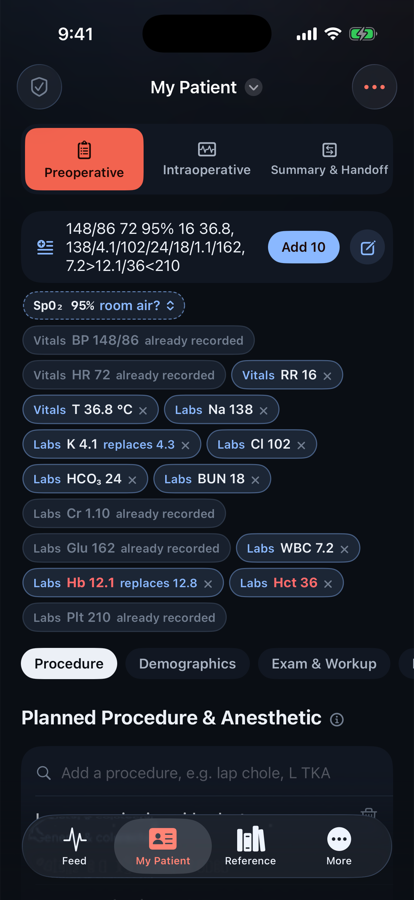 9:41
My Patient
Preoperative
Intraoperative
Summary & Handoff
148/86 72 95% 16 36.8,
138/4.1/102/24/18/1.1/162,
7.2>12.1/36<210
Add 10
SpO₂ 95% room air?
Vitals BP 148/86 already recorded
Vitals HR 72 already recorded
Vitals RR 16 ×
Vitals T 36.8 °C ×
Labs Na 138 ×
Labs K 4.1 replaces 4.3 ×
Labs Cl 102 ×
Labs HCO₃ 24 ×
Labs BUN 18 ×
Labs Cr 1.10 already recorded
Labs Glu 162 already recorded
Labs WBC 7.2 ×
Labs Hb 12.1 replaces 12.8 ×
Labs Hct 36 ×
Labs Plt 210 already recorded
Procedure
Demographics
Exam & Workup
Planned Procedure & Anesthetic
Add a procedure, e.g. lap chole, L TKA
Feed
My Patient
Reference
More